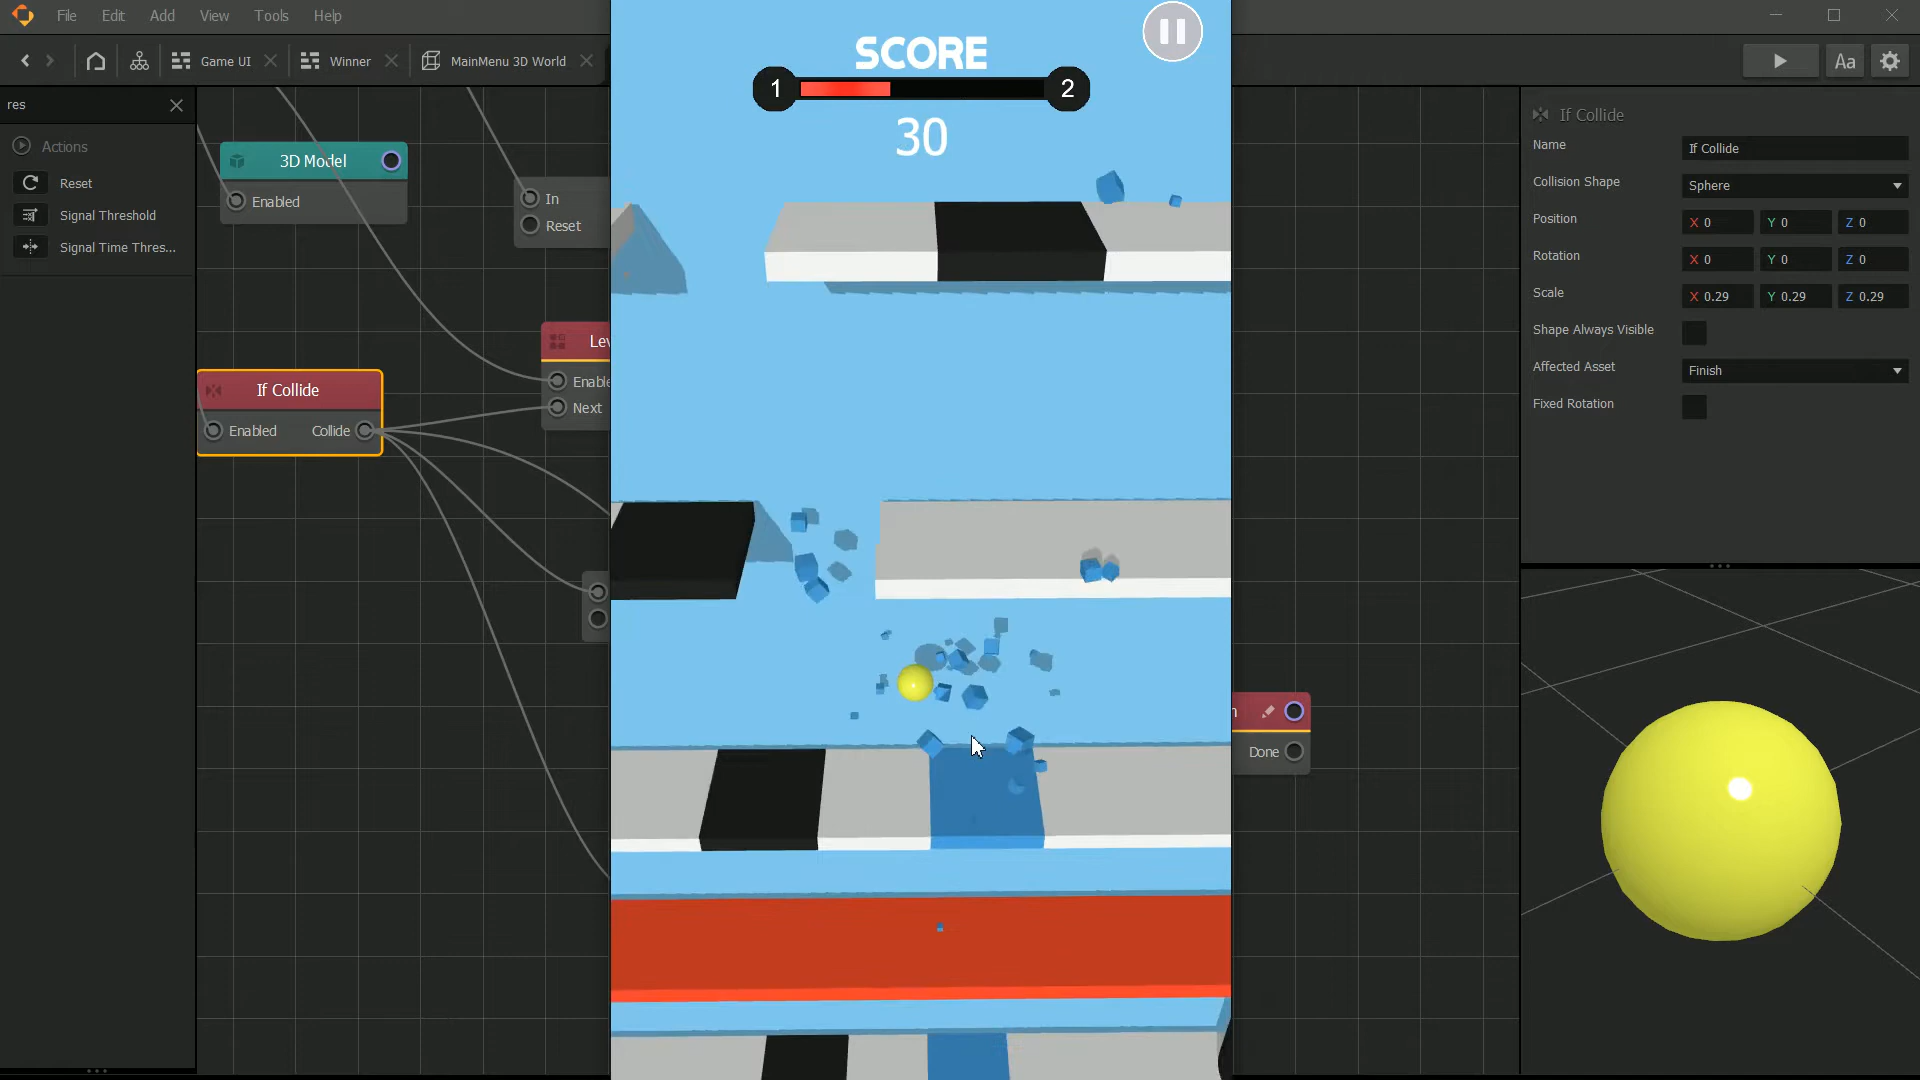 File Edit Add View Tools Help
Game UI Winner MainMenu 3D World Aa
res
Actions
Reset
Signal Threshold
Signal Time Thres...
3D Model
Enabled
In
Reset
If Collide
Enabled Collide
Enable
Next
Done
SCORE
1 2
30
If Collide
Name If Collide
Collision Shape Sphere
Position X 0 Y 0 Z 0
Rotation X 0 Y 0 Z 0
Scale X 0.29 Y 0.29 Z 0.29
Shape Always Visible
Affected Asset Finish
Fixed Rotation